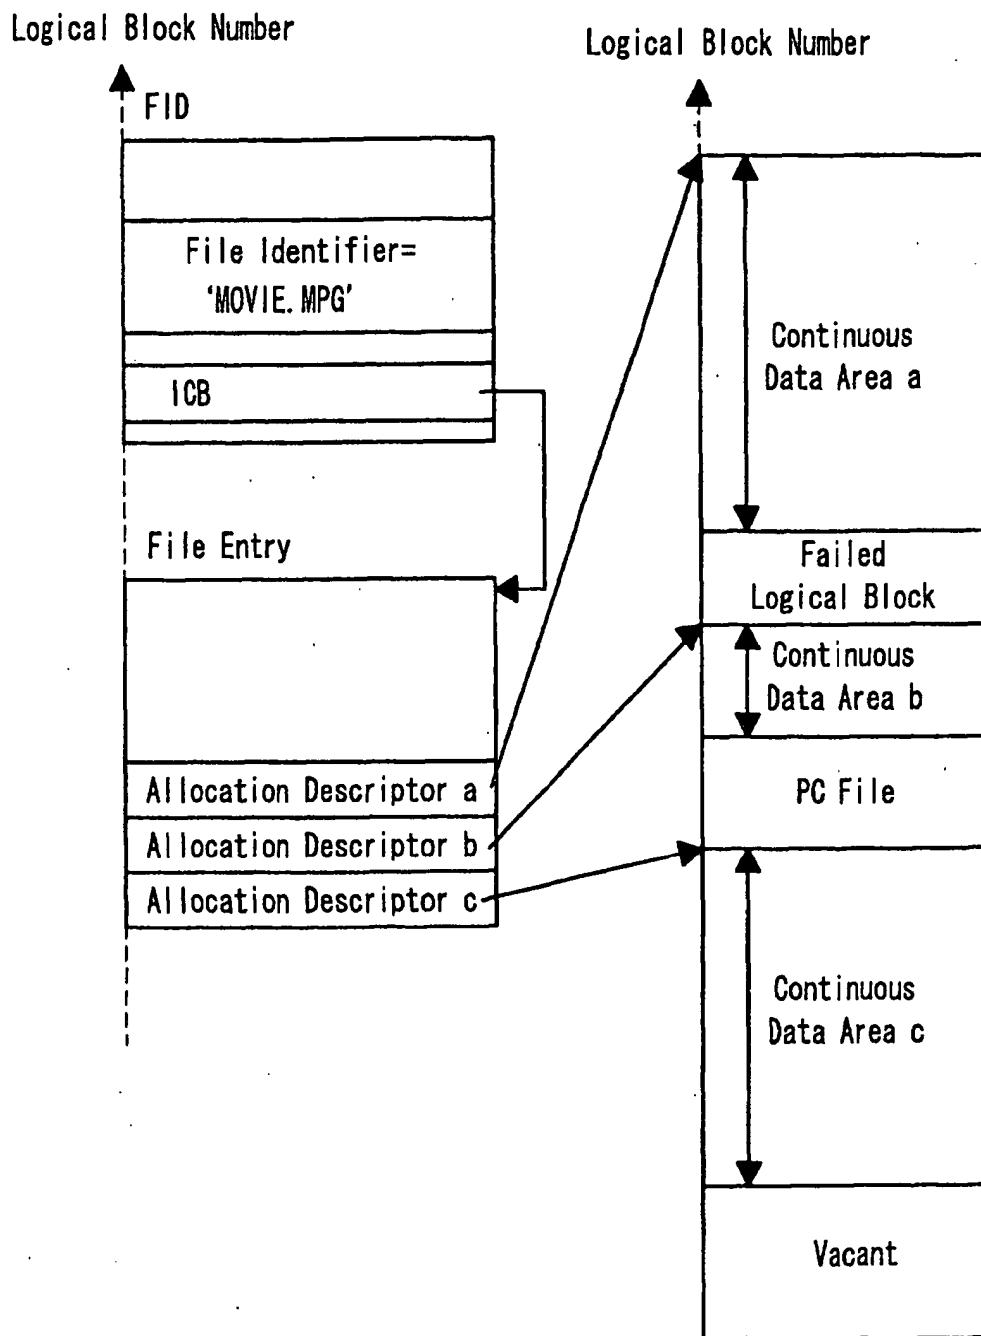 Logical Block Number
FID
File Identifier=
'MOVIE.MPG'
ICB
File Entry
Allocation Descriptor a
Allocation Descriptor b
Allocation Descriptor c
Logical Block Number
Continuous
Data Area a
Failed
Logical Block
Continuous
Data Area b
PC File
Continuous
Data Area c
Vacant